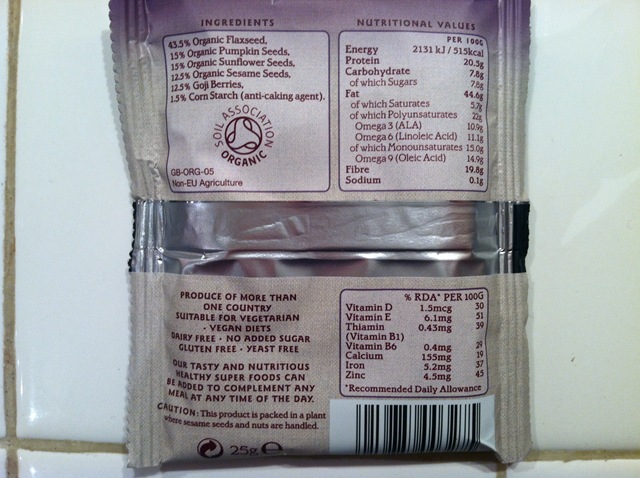 INGREDIENTS
43.5% Organic Flaxseed,
15% Organic Pumpkin Seeds,
15% Organic Sunflower Seeds,
12.5% Organic Sesame Seeds,
12.5% Goji Berries,
1.5% Corn Starch (anti-caking agent).
SOIL ASSOCIATION
ORGANIC
GB-ORG-05
Non-EU Agriculture
NUTRITIONAL VALUES
PER 100G
Energy 2131 kJ / 515kcal
Protein 20.5g
Carbohydrate 7.8g
of which Sugars 7.6g
Fat 44.6g
of which Saturates 5.7g
of which Polyunsaturates 22g
Omega 3 (ALA) 10.9g
Omega 6 (Linoleic Acid) 11.1g
of which Monounsaturates 15.0g
Omega 9 (Oleic Acid) 14.9g
Fibre 19.8g
Sodium 0.1g
PRODUCE OF MORE THAN
ONE COUNTRY
SUITABLE FOR VEGETARIAN
· VEGAN DIETS
DAIRY FREE · NO ADDED SUGAR
GLUTEN FREE · YEAST FREE
OUR TASTY AND NUTRITIOUS
HEALTHY SUPER FOODS CAN
BE ADDED TO COMPLEMENT ANY
MEAL AT ANY TIME OF THE DAY.
CAUTION: This product is packed in a plant
where sesame seeds and nuts are handled.
25g e
% RDA* PER 100G
Vitamin D 1.5mcg 30
Vitamin E 6.1mg 51
Thiamin 0.43mg 39
(Vitamin B1)
Vitamin B6 0.4mg 29
Calcium 155mg 19
Iron 5.2mg 37
Zinc 4.5mg 45
*Recommended Daily Allowance